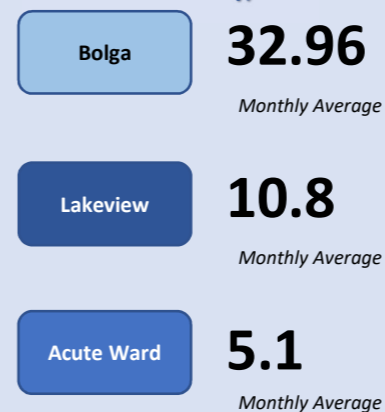 Bolga
32.96
Monthly Average
Lakeview
10.8
Monthly Average
Acute Ward
5.1
Monthly Average